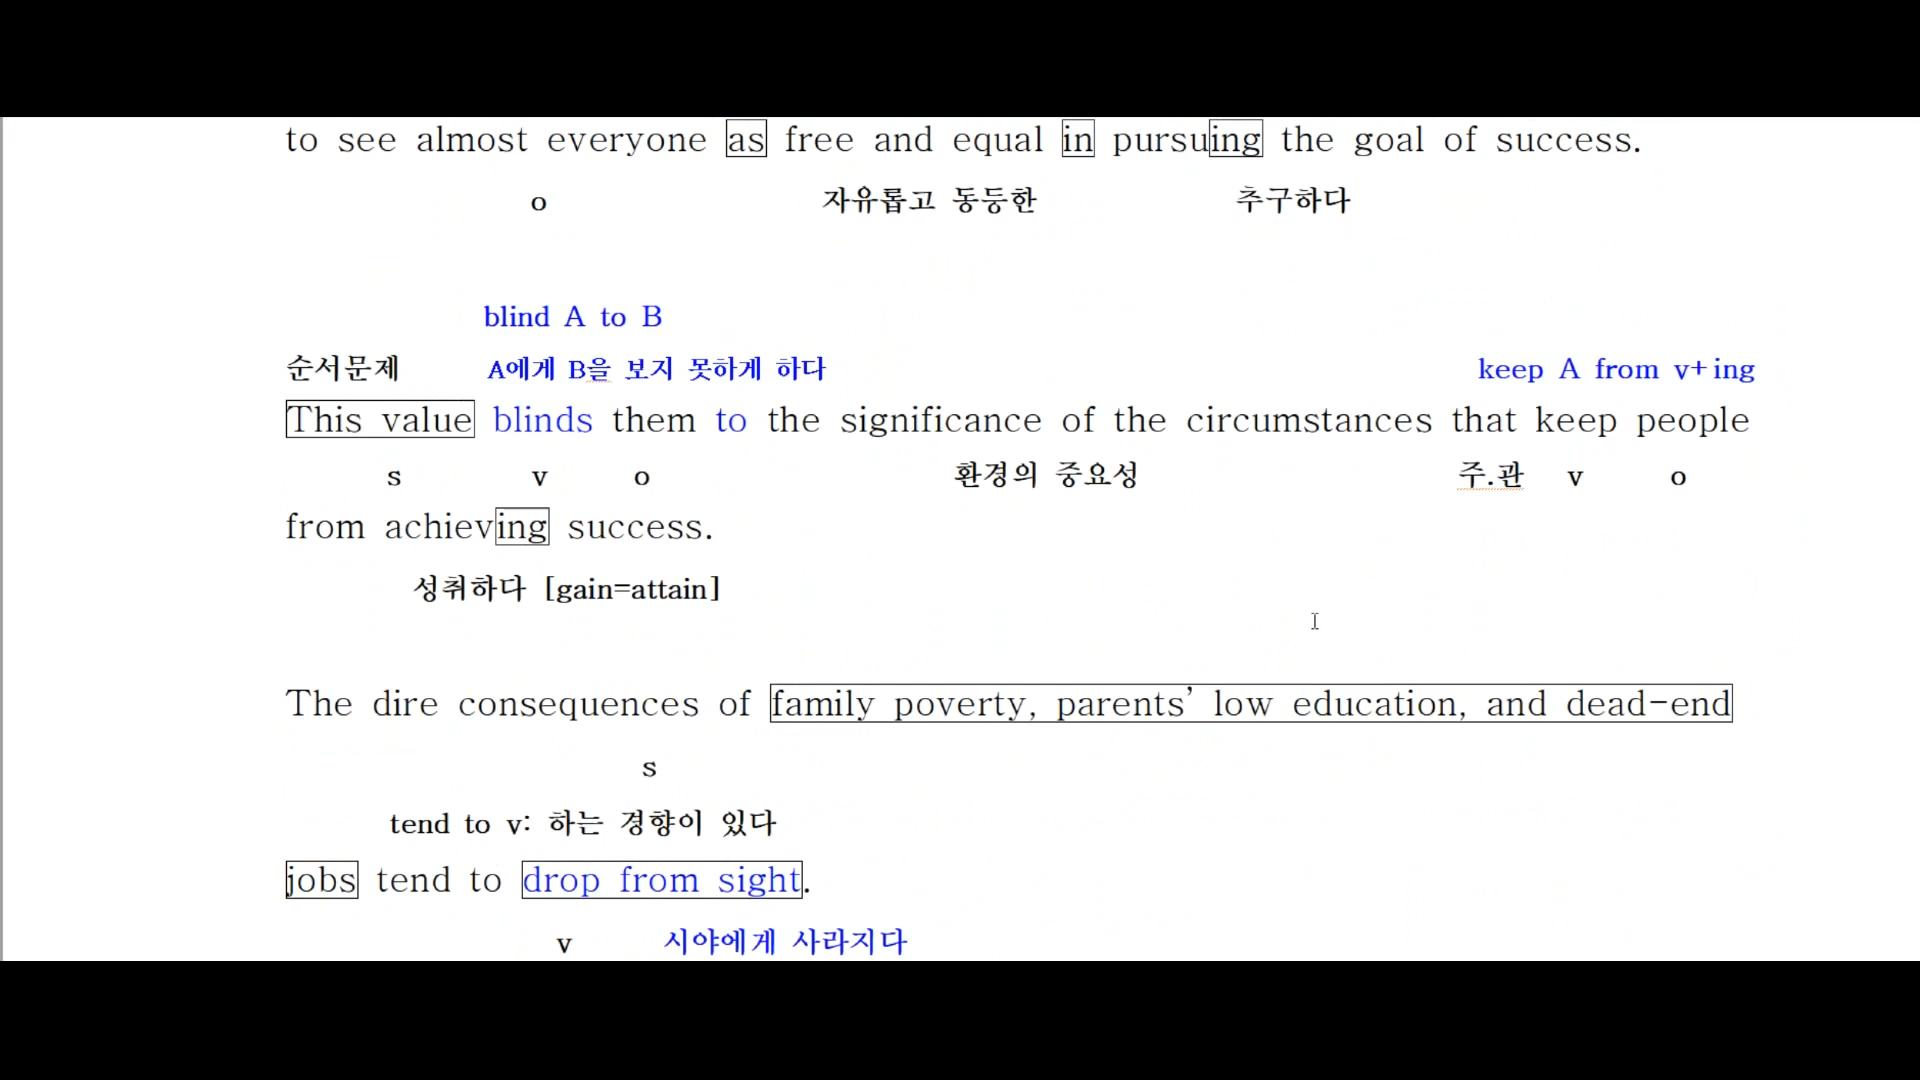 to see almost everyone as free and equal in pursuing the goal of success.
o 자유롭고 동등한 추구하다
blind A to B
순서문제 A에게 B을 보지 못하게 하다 keep A from v+ing
This value blinds them to the significance of the circumstances that keep people
s v o 환경의 중요성 주.관 v o
from achieving success.
성취하다 [gain=attain]
The dire consequences of family poverty, parents' low education, and dead-end
s
tend to v: 하는 경향이 있다
jobs tend to drop from sight.
v 시야에게 사라지다